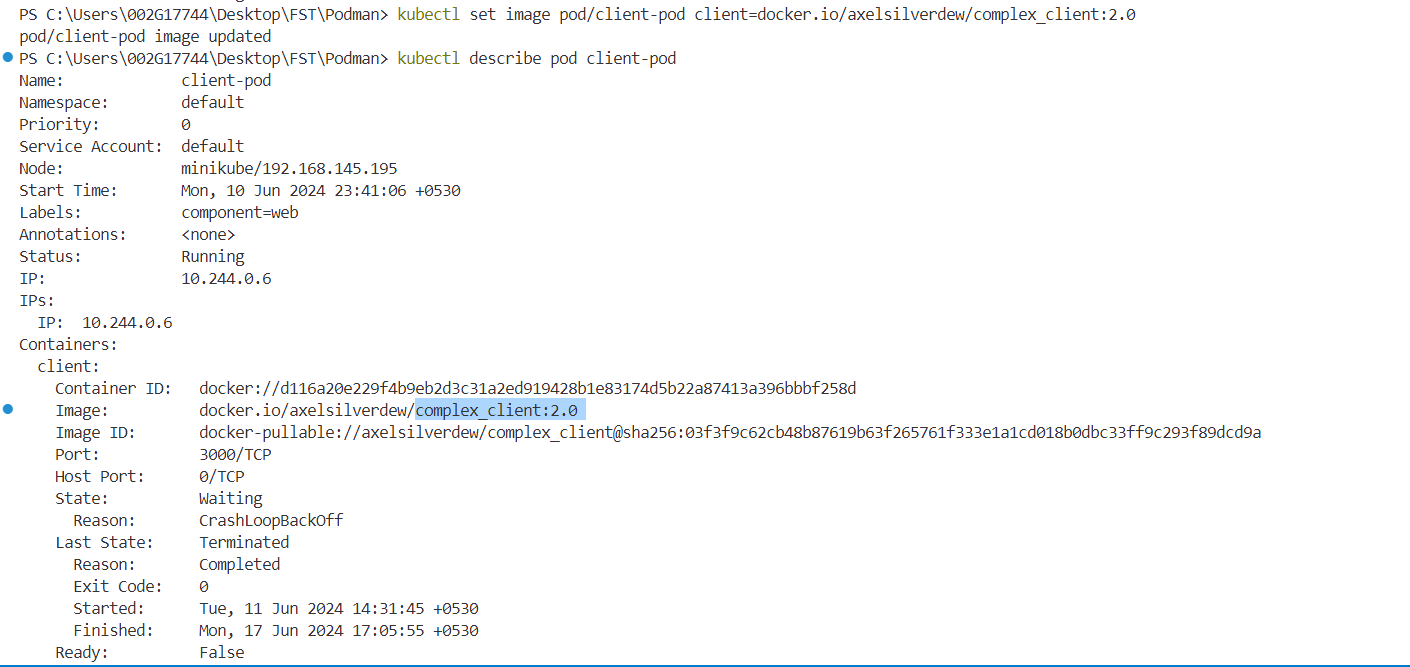 PS C:\Users\002G17744\Desktop\FST\Podman> kubectl set image pod/client-pod client=docker.io/axelsilverdew/complex_client:2.0
pod/client-pod image updated
PS C:\Users\002G17744\Desktop\FST\Podman> kubectl describe pod client-pod
Name:             client-pod
Namespace:        default
Priority:         0
Service Account:  default
Node:             minikube/192.168.145.195
Start Time:       Mon, 10 Jun 2024 23:41:06 +0530
Labels:           component=web
Annotations:      <none>
Status:           Running
IP:               10.244.0.6
IPs:
  IP:  10.244.0.6
Containers:
  client:
    Container ID:   docker://d116a20e229f4b9eb2d3c31a2ed919428b1e83174d5b22a87413a396bbbf258d
    Image:          docker.io/axelsilverdew/complex_client:2.0
    Image ID:       docker-pullable://axelsilverdew/complex_client@sha256:03f3f9c62cb48b87619b63f265761f333e1a1cd018b0dbc33ff9c293f89dcd9a
    Port:           3000/TCP
    Host Port:      0/TCP
    State:          Waiting
      Reason:       CrashLoopBackOff
    Last State:     Terminated
      Reason:       Completed
      Exit Code:    0
      Started:      Tue, 11 Jun 2024 14:31:45 +0530
      Finished:     Mon, 17 Jun 2024 17:05:55 +0530
    Ready:          False